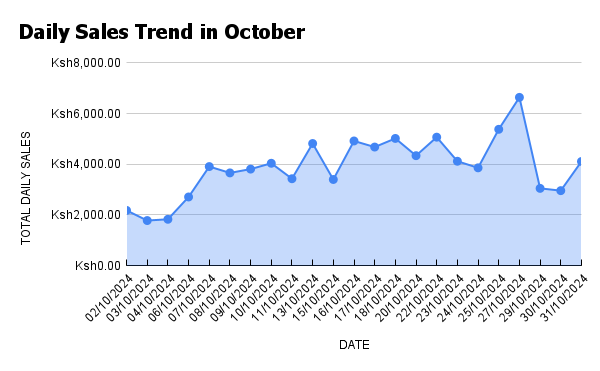 Daily Sales Trend in October
TOTAL DAILY SALES
Ksh8,000.00
Ksh6,000.00
Ksh4,000.00
Ksh2,000.00
Ksh0.00
02/10/2024
03/10/2024
04/10/2024
06/10/2024
07/10/2024
08/10/2024
09/10/2024
10/10/2024
11/10/2024
13/10/2024
15/10/2024
16/10/2024
17/10/2024
18/10/2024
20/10/2024
22/10/2024
23/10/2024
24/10/2024
25/10/2024
27/10/2024
29/10/2024
30/10/2024
31/10/2024
DATE